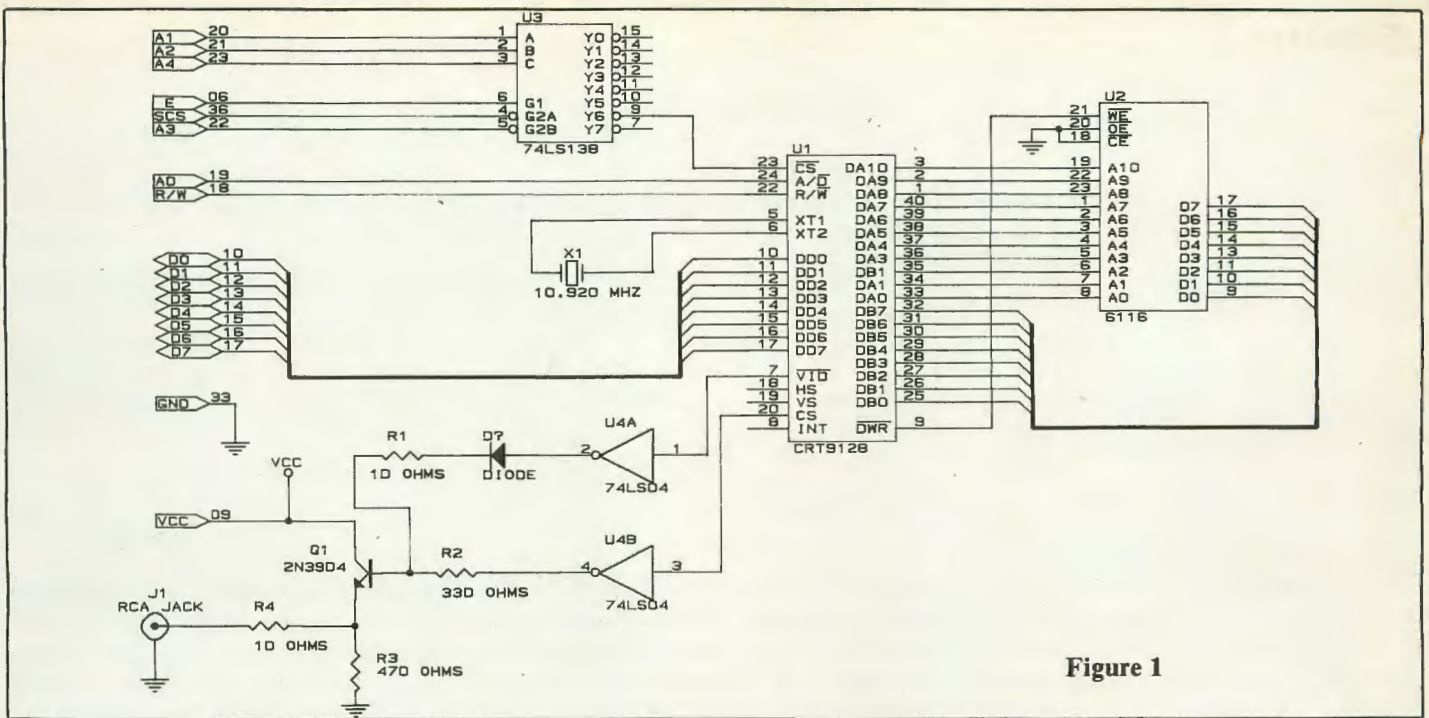 U3
A1 20 1 A Y0 15
A2 21 2 B Y1 14
A4 23 3 C Y2 13
Y3 12
Y4 11
E 06 6 G1 Y5 10
SCS 36 4 G2A Y6 9
A3 22 5 G2B Y7 7
74LS138
U2
21 WE
20 OE
18 CE
19 A10
22 A9
23 A8
1 A7 D7 17
2 A6 D6 16
3 A5 D5 15
4 A4 D4 14
5 A3 D3 13
6 A2 D2 11
7 A1 D1 10
8 A0 D0 9
6116
U1
A0 19
R/W 18
23 CS DA10 3
24 A/D DA9 2
22 R/W DA8 1
DA7 40
5 XT1 DA6 39
6 XT2 DA5 38
DA4 37
10 DD0 DA3 36
11 DD1 DB1 35
12 DD2 DA1 34
13 DD3 DA0 33
14 DD4 DB7 32
15 DD5 DB6 31
16 DD6 DB5 30
17 DD7 DB4 29
DB3 28
7 VID DB2 27
18 HS DB1 26
19 VS DB0 25
20 CS
8 INT DWR 9
CRT9128
X1
10.920 MHZ
D0 10
D1 11
D2 12
D3 13
D4 14
D5 15
D6 16
D7 17
GND 33
R1
10 OHMS
D?
DIODE
U4A
2 1
74LS04
VCC
VCC 09
Q1
2N3904
R2
330 OHMS
U4B
4 3
74LS04
J1
RCA JACK
R4
10 OHMS
R3
470 OHMS
Figure 1